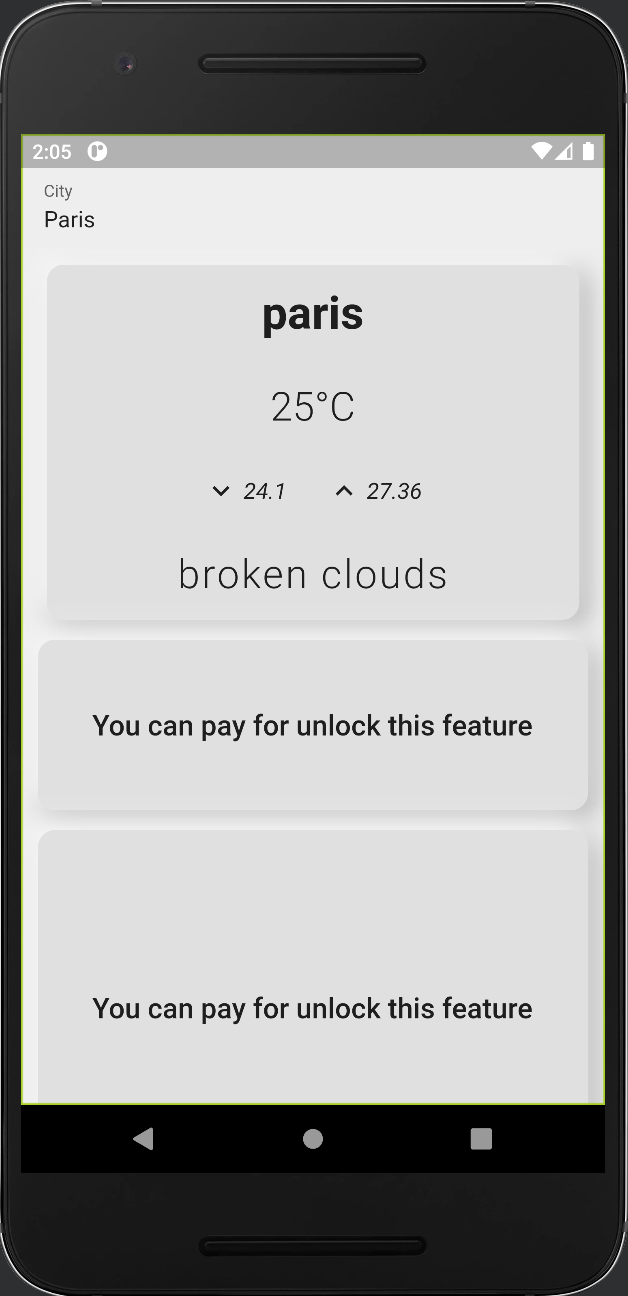 2:05
City
Paris
paris
25°C
24.1 27.36
broken clouds
You can pay for unlock this feature
You can pay for unlock this feature